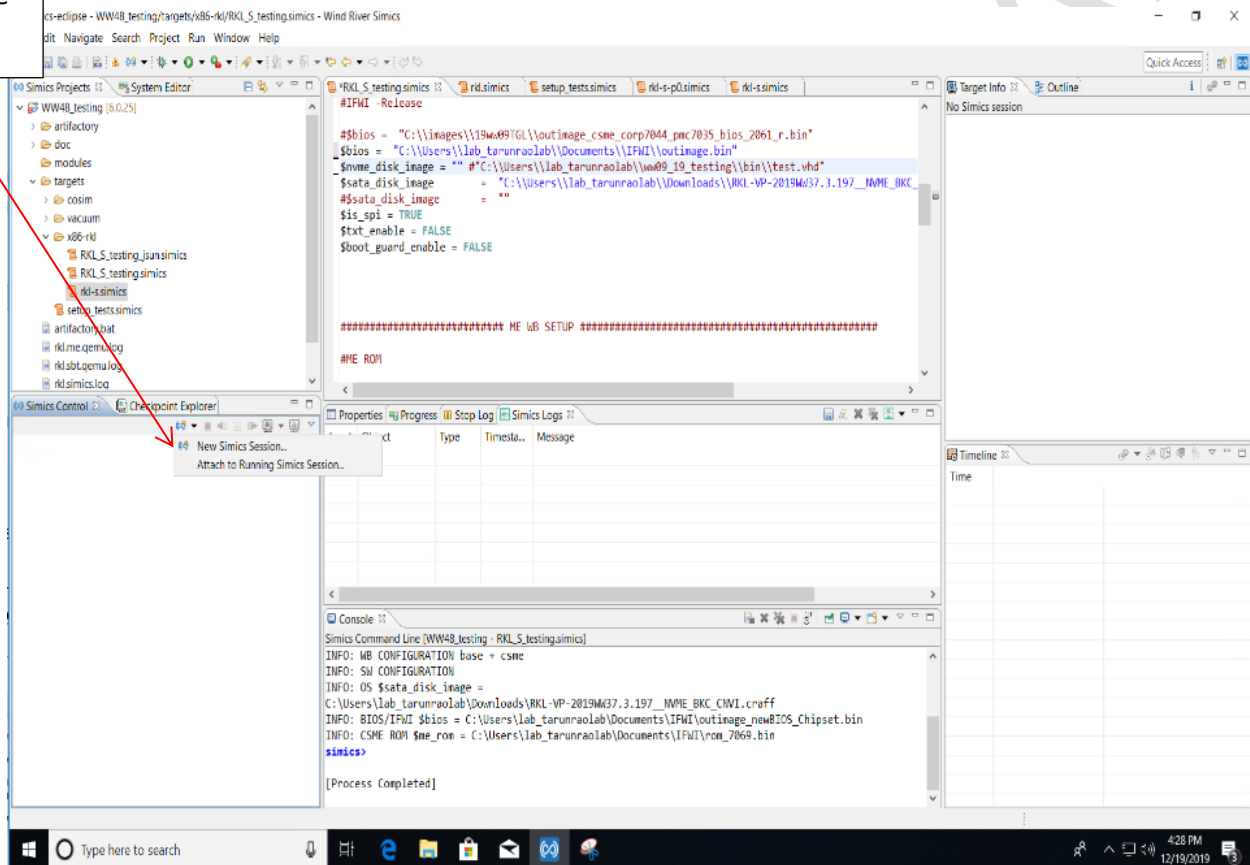 cs-eclipse - WW48_testing/targets/x86-rkl/RKL_S_testing.simics - Wind River Simics
dit Navigate Search Project Run Window Help
Quick Access
Simics Projects System Editor
WW48_testing [6.0.25]
artifactory
doc
modules
targets
cosim
vacuum
x86-rkl
RKL_S_testing_jsun.simics
RKL_S_testing.simics
rkl-s.simics
setup_tests.simics
artifactory.bat
rkl.me.qemu.log
rkl.sbt.qemu.log
rkl.simics.log
*RKL_S_testing.simics rkl.simics setup_tests.simics rkl-s-p0.simics rkl-s.simics
#IFWI -Release
#$bios = "C:\\images\\19ww09TGL\\outimage_csme_corp7044_pmc7035_bios_2061_r.bin"
$bios = "C:\\Users\\lab_tarunraolab\\Documents\\IFWI\\outimage.bin"
$nvme_disk_image = "" #"C:\\Users\\lab_tarunraolab\\ww09_19_testing\\bin\\test.vhd"
$sata_disk_image = "C:\\Users\\lab_tarunraolab\\Downloads\\RKL-VP-2019WW37.3.197__NVME_BKC_
#$sata_disk_image = ""
$is_spi = TRUE
$txt_enable = FALSE
$boot_guard_enable = FALSE
############################ ME WB SETUP ###################################################
#ME ROM
Target Info Outline
No Simics session
Simics Control Checkpoint Explorer
New Simics Session...
Attach to Running Simics Session...
Properties Progress Stop Log Simics Logs
Type Timesta.. Message
Timeline
Time
Console
Simics Command Line [WW48_testing - RKL_S_testing.simics]
INFO: WB CONFIGURATION base + csme
INFO: SW CONFIGURATION
INFO: OS $sata_disk_image =
C:\Users\lab_tarunraolab\Downloads\RKL-VP-2019WW37.3.197__NVME_BKC_CNVI.craff
INFO: BIOS/IFWI $bios = C:\Users\lab_tarunraolab\Documents\IFWI\outimage_newBIOS_Chipset.bin
INFO: CSME ROM $me_rom = C:\Users\lab_tarunraolab\Documents\IFWI\rom_7069.bin
simics>
[Process Completed]
Type here to search
4:28 PM
12/19/2019
3